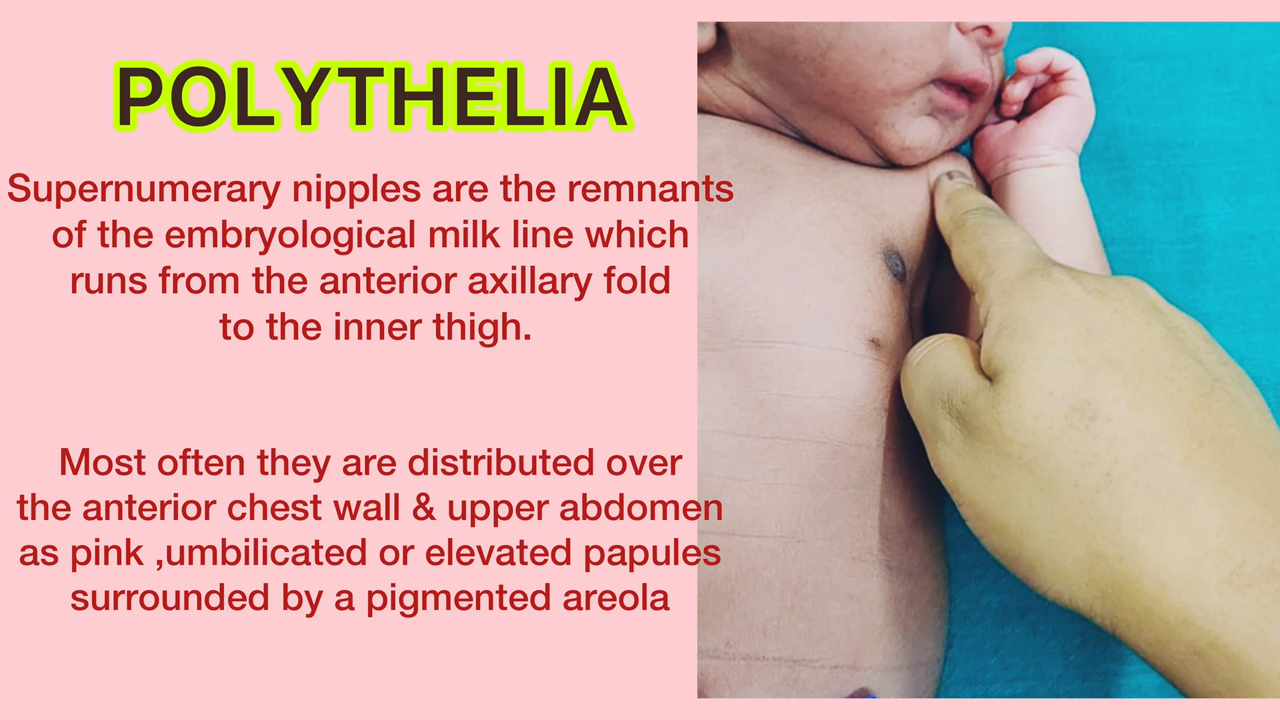 POLYTHELIA
Supernumerary nipples are the remnants
of the embryological milk line which
runs from the anterior axillary fold
to the inner thigh.
Most often they are distributed over
the anterior chest wall & upper abdomen
as pink ,umbilicated or elevated papules
surrounded by a pigmented areola